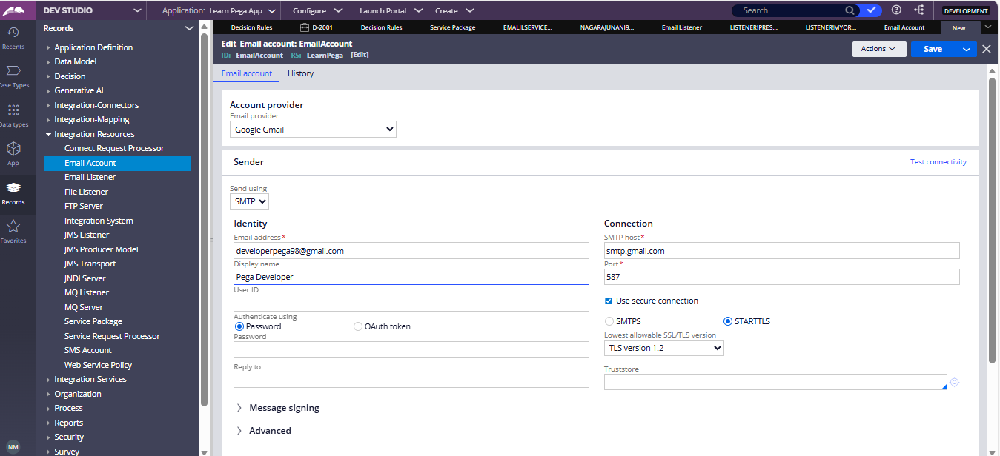 DEV STUDIO
Application: Learn Pega App
Configure
Launch Portal
Create
Search
DEVELOPMENT
Recents
Case Types
Data types
App
Records
Favorites
NM
Records
Application Definition
Data Model
Decision
Generative AI
Integration-Connectors
Integration-Mapping
Integration-Resources
Connect Request Processor
Email Account
Email Listener
File Listener
FTP Server
Integration System
JMS Listener
JMS Producer Model
JMS Transport
JNDI Server
MQ Listener
MQ Server
Service Package
Service Request Processor
SMS Account
Web Service Policy
Integration-Services
Organization
Process
Reports
Security
Survey
Decision Rules
D-2001
Decision Rules
Service Package
EMAILSERVICE...
NAGARAJUNANI9...
Email Listener
LISTENER!PRES...
LISTENER!MYOR...
Email Account
New
Edit Email account: EmailAccount
ID: EmailAccount RS: LearnPega [Edit]
Actions
Save
Email account
History
Account provider
Email provider
Google Gmail
Sender
Test connectivity
Send using
SMTP
Identity
Email address*
developerpega98@gmail.com
Display name
Pega Developer
User ID
Authenticate using
Password
OAuth token
Password
Reply to
Connection
SMTP host*
smtp.gmail.com
Port*
587
Use secure connection
SMTPS
STARTTLS
Lowest allowable SSL/TLS version
TLS version 1.2
Truststore
Message signing
Advanced